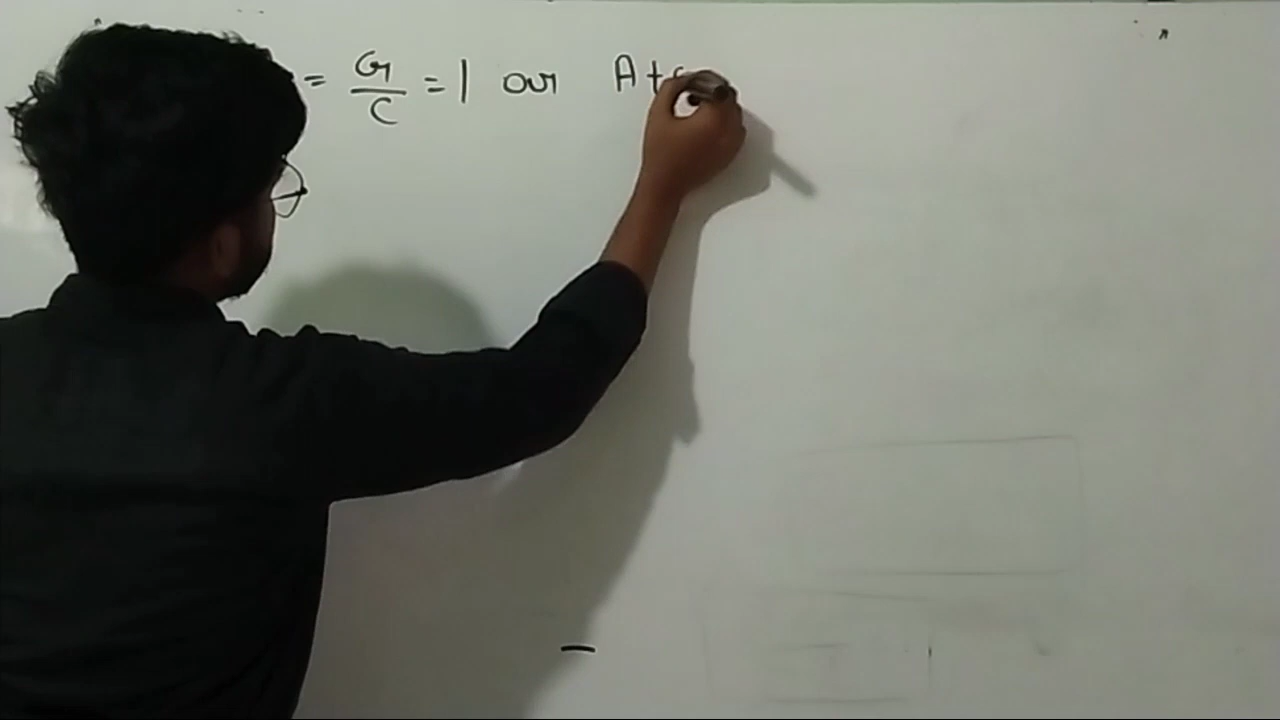 = G/C = 1 or A +